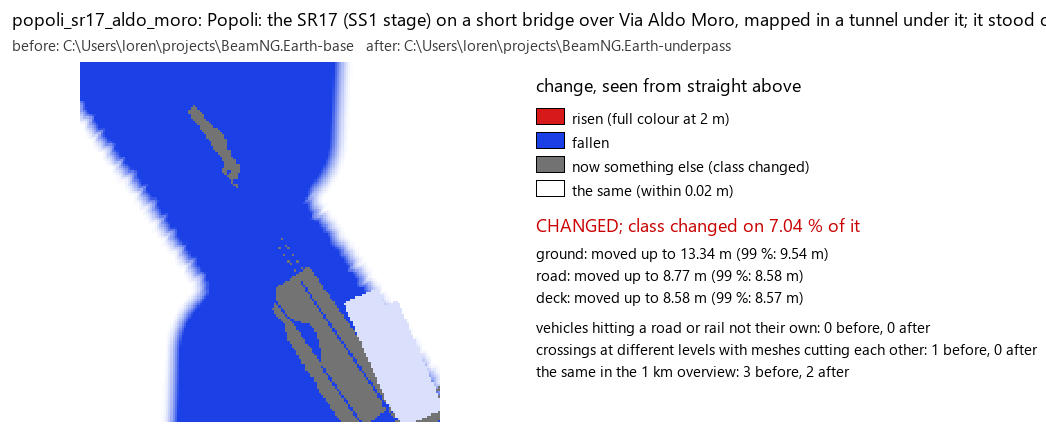 popoli_sr17_aldo_moro: Popoli: the SR17 (SS1 stage) on a short bridge over Via Aldo Moro, mapped in a tunnel under it; it stood
before: C:\Users\loren\projects\BeamNG.Earth-base after: C:\Users\loren\projects\BeamNG.Earth-underpass
change, seen from straight above
risen (full colour at 2 m)
fallen
now something else (class changed)
the same (within 0.02 m)
CHANGED; class changed on 7.04 % of it
ground: moved up to 13.34 m (99 %: 9.54 m)
road: moved up to 8.77 m (99 %: 8.58 m)
deck: moved up to 8.58 m (99 %: 8.57 m)
vehicles hitting a road or rail not their own: 0 before, 0 after
crossings at different levels with meshes cutting each other: 1 before, 0 after
the same in the 1 km overview: 3 before, 2 after